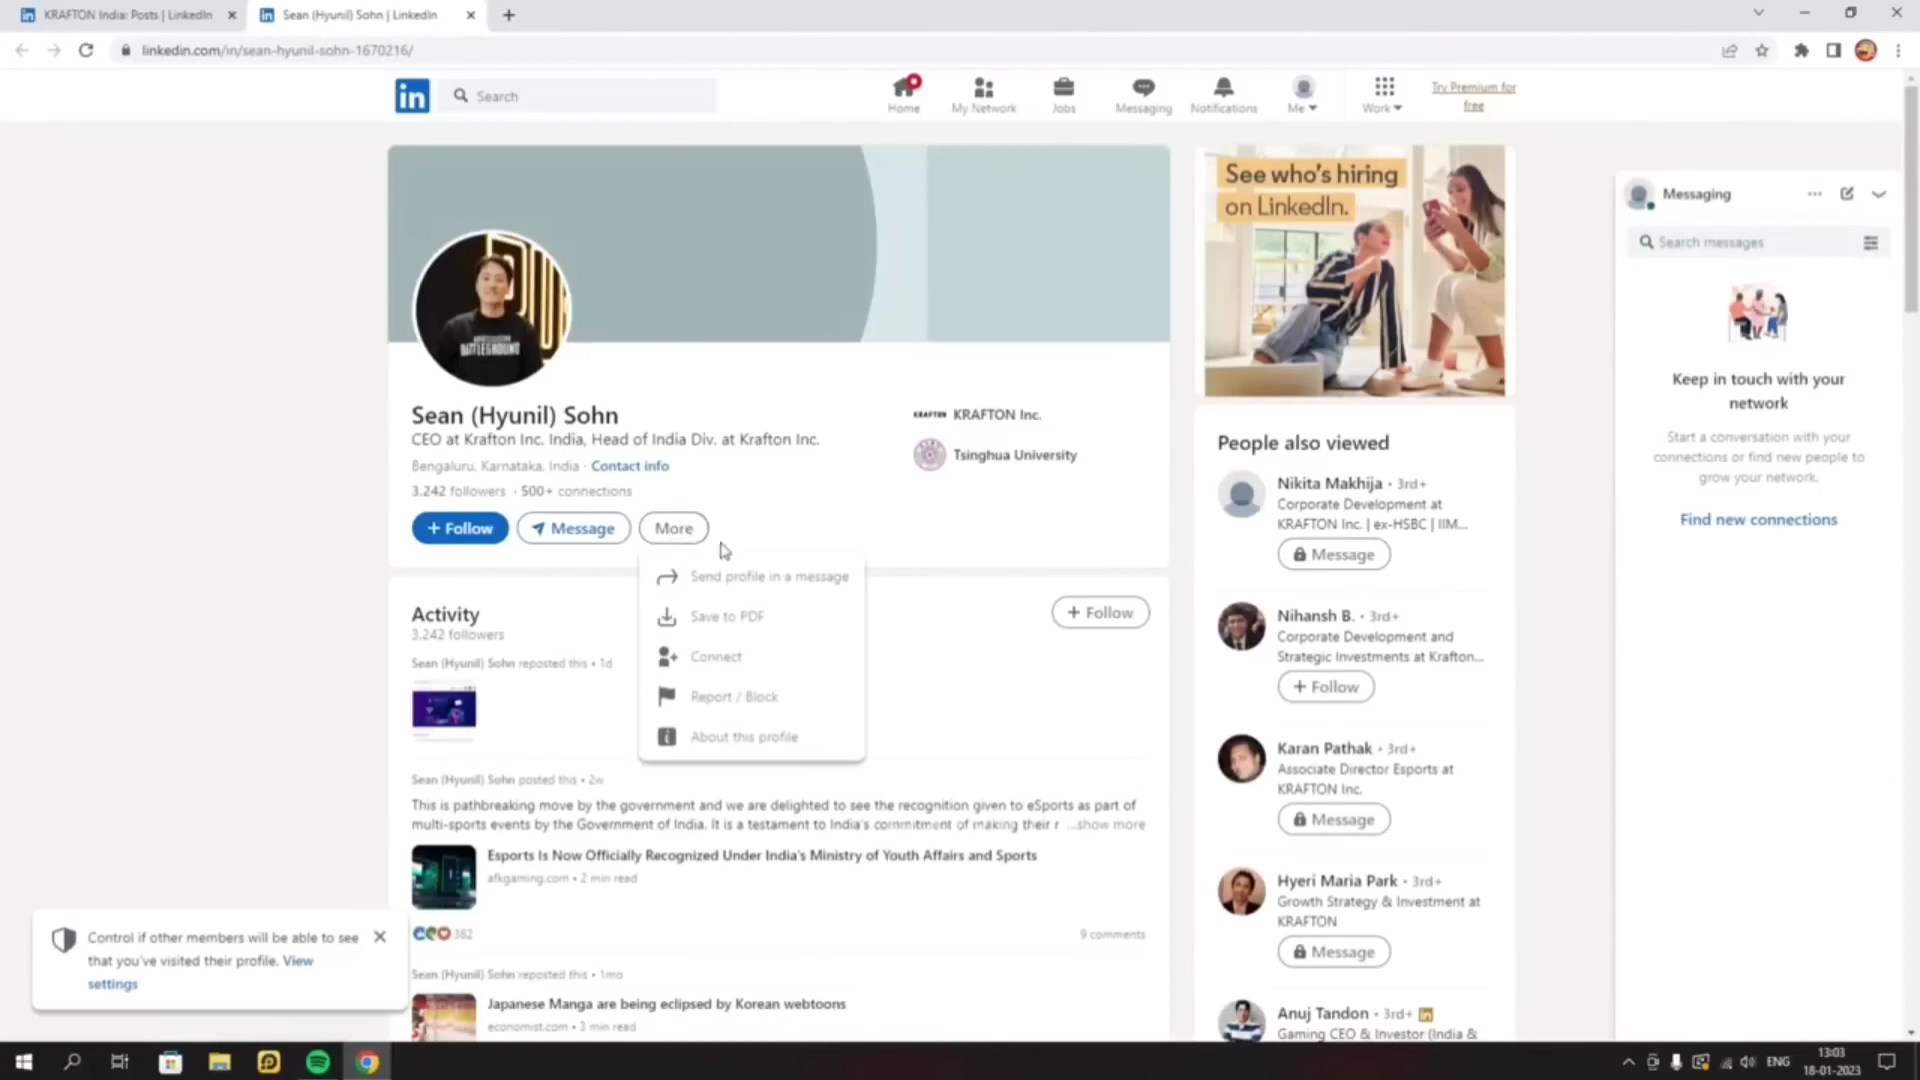 KRAFTON India: Posts | LinkedIn
Sean (Hyunil) Sohn | LinkedIn
linkedin.com/in/sean-hyunil-sohn-1670216/
in
Search
Home
My Network
Jobs
Messaging
Notifications
Me
Work
Try Premium for
free
BATTLEGROUND
Sean (Hyunil) Sohn
CEO at Krafton Inc. India, Head of India Div. at Krafton Inc.
Bengaluru, Karnataka, India · Contact info
3,242 followers · 500+ connections
KRAFTON KRAFTON Inc.
Tsinghua University
+ Follow
Message
More
Send profile in a message
Save to PDF
Connect
Report / Block
About this profile
Activity
3,242 followers
+ Follow
Sean (Hyunil) Sohn reposted this • 1d
Sean (Hyunil) Sohn posted this • 2w
This is pathbreaking move by the government and we are delighted to see the recognition given to eSports as part of
multi-sports events by the Government of India. It is a testament to India's commitment of making their r ...show more
Esports Is Now Officially Recognized Under India's Ministry of Youth Affairs and Sports
afkgaming.com • 2 min read
382
9 comments
Sean (Hyunil) Sohn reposted this • 1mo
Japanese Manga are being eclipsed by Korean webtoons
economist.com • 3 min read
See who's hiring
on LinkedIn.
People also viewed
Nikita Makhija · 3rd+
Corporate Development at
KRAFTON Inc. | ex-HSBC | IIM...
Message
Nihansh B. · 3rd+
Corporate Development and
Strategic Investments at Krafton...
+ Follow
Karan Pathak · 3rd+
Associate Director Esports at
KRAFTON Inc.
Message
Hyeri Maria Park · 3rd+
Growth Strategy & Investment at
KRAFTON
Message
Anuj Tandon · 3rd+ in
Gaming CEO & Investor (India &
Messaging
Search messages
Keep in touch with your
network
Start a conversation with your
connections or find new people to
grow your network.
Find new connections
Control if other members will be able to see
that you've visited their profile. View
settings
ENG
13:03
18-01-2023